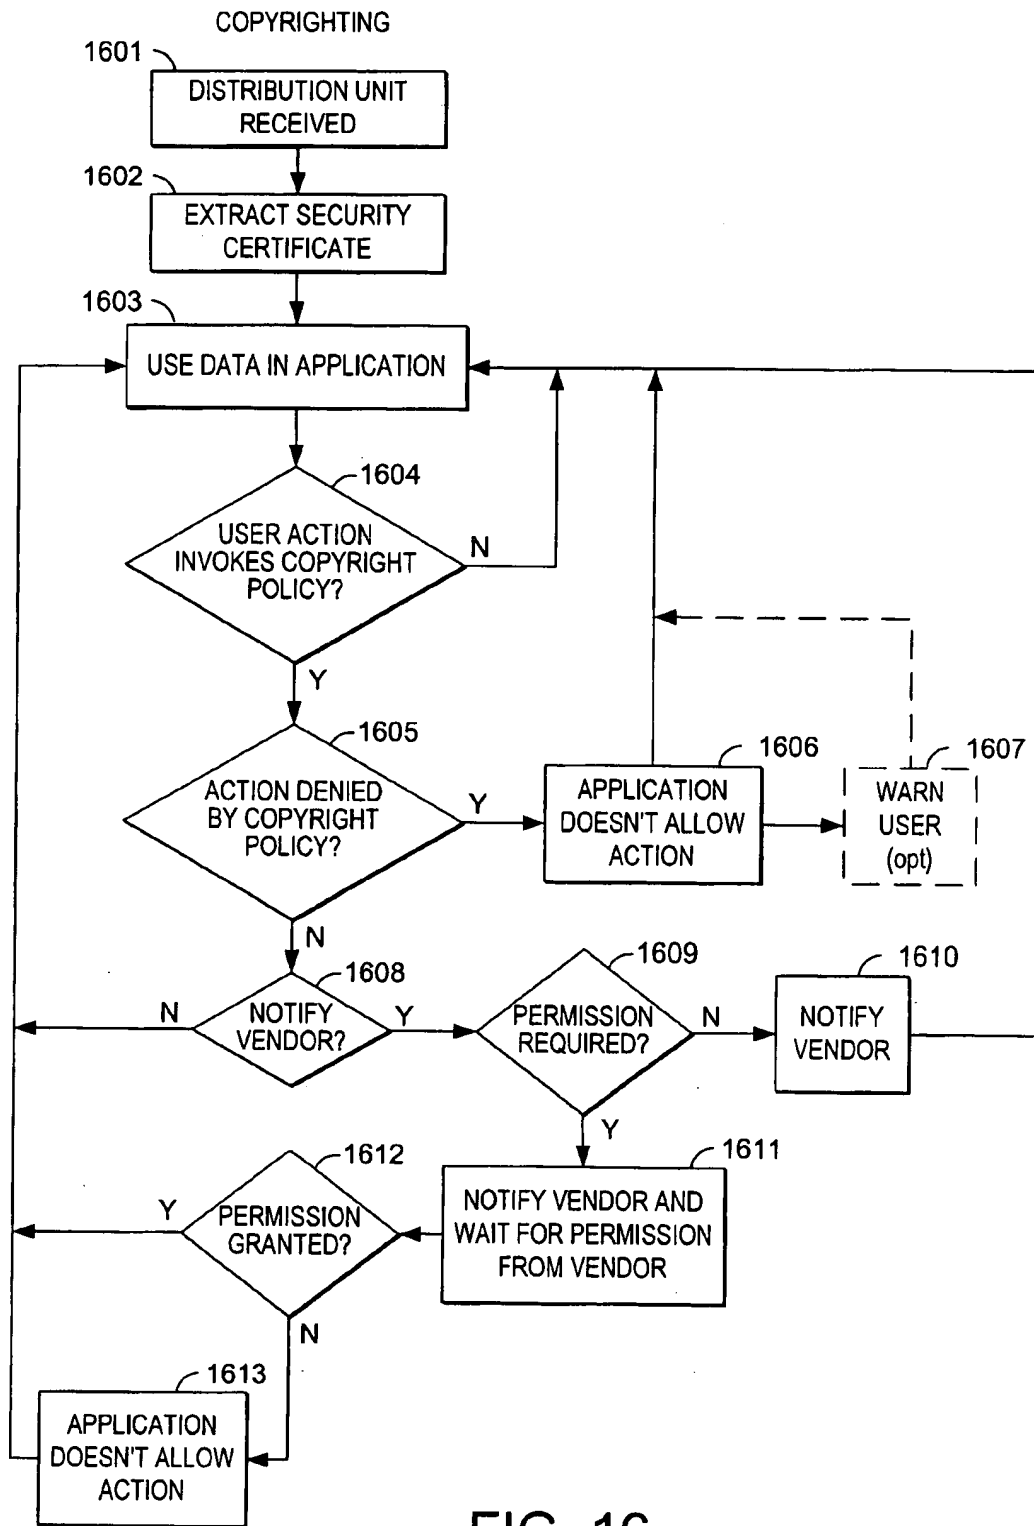 COPYRIGHTING
1601
DISTRIBUTION UNIT
RECEIVED
1602
EXTRACT SECURITY
CERTIFICATE
1603
USE DATA IN APPLICATION
1604
USER ACTION
INVOKES COPYRIGHT
POLICY?
N
Y
1605
ACTION DENIED
BY COPYRIGHT
POLICY?
Y
1606
APPLICATION
DOESN'T ALLOW
ACTION
1607
WARN
USER
(opt)
N
1608
NOTIFY
VENDOR?
N
Y
1609
PERMISSION
REQUIRED?
N
1610
NOTIFY
VENDOR
Y
1611
NOTIFY VENDOR AND
WAIT FOR PERMISSION
FROM VENDOR
1612
PERMISSION
GRANTED?
Y
N
1613
APPLICATION
DOESN'T ALLOW
ACTION
FIG. 16